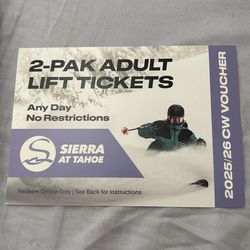 2-PAK ADULT
LIFT TICKETS
Any Day
No Restrictions
SIERRA
AT TAHOE
Redeem Online Only | See Back for Instructions
2025/26 CW VOUCHER